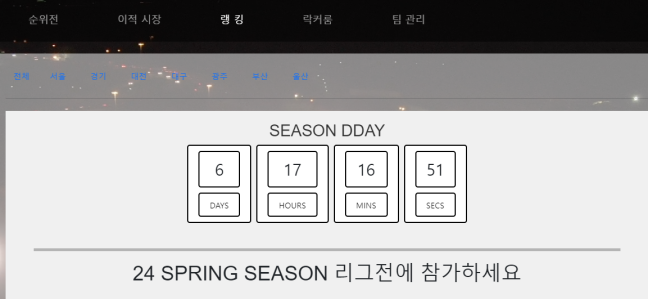 순위전 이적 시장 랭 킹 락커룸 팀 관리
전체 서울 경기 대전 대구 광주 부산 울산
SEASON DDAY
6 17 16 51
DAYS HOURS MINS SECS
24 SPRING SEASON 리그전에 참가하세요